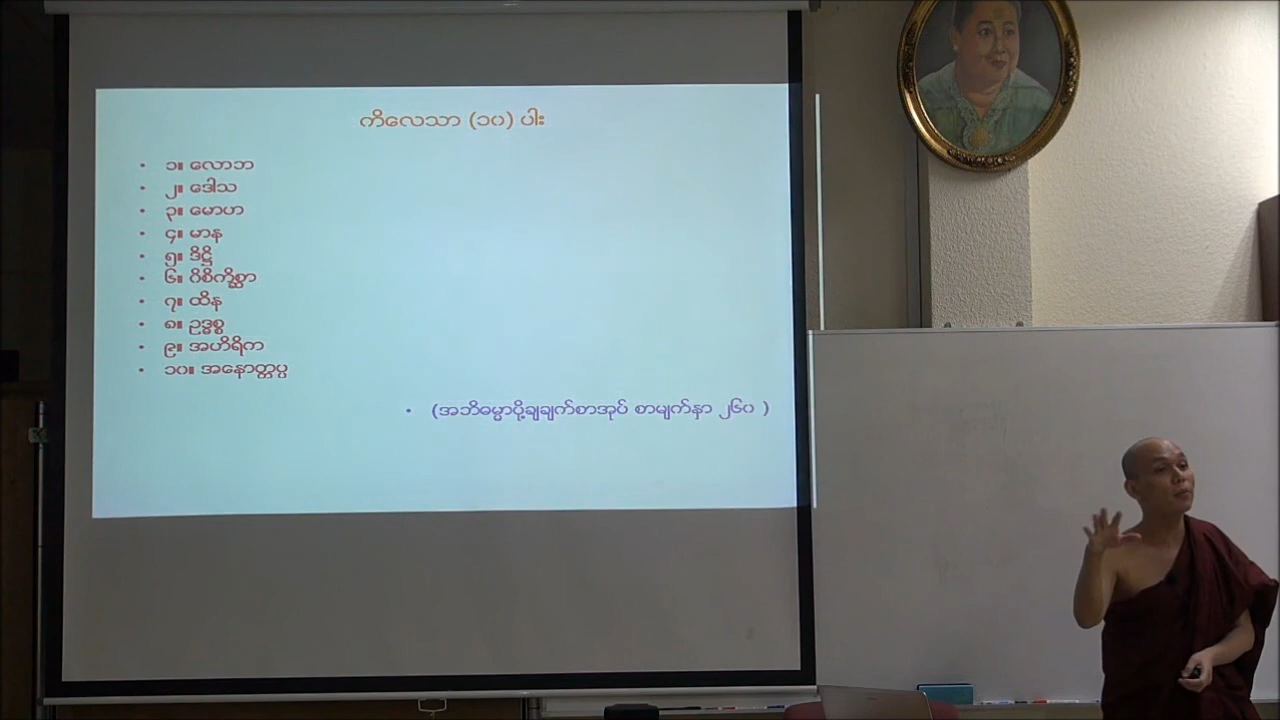 ကိလေသာ (၁၀) ပါး
• ၁။ လောဘ
• ၂။ ဒေါသ
• ၃။ မောဟ
• ၄။ မာန
• ၅။ ဒိဋ္ဌိ
• ၆။ ဝိစိကိစ္ဆာ
• ၇။ ထိန
• ၈။ ဥဒ္ဓစ္စ
• ၉။ အဟိရိက
• ၁၀။ အနောတ္တပ္ပ
• (အဘိဓမ္မာပို့ချချက်စာအုပ် စာမျက်နှာ ၂၆၀ )